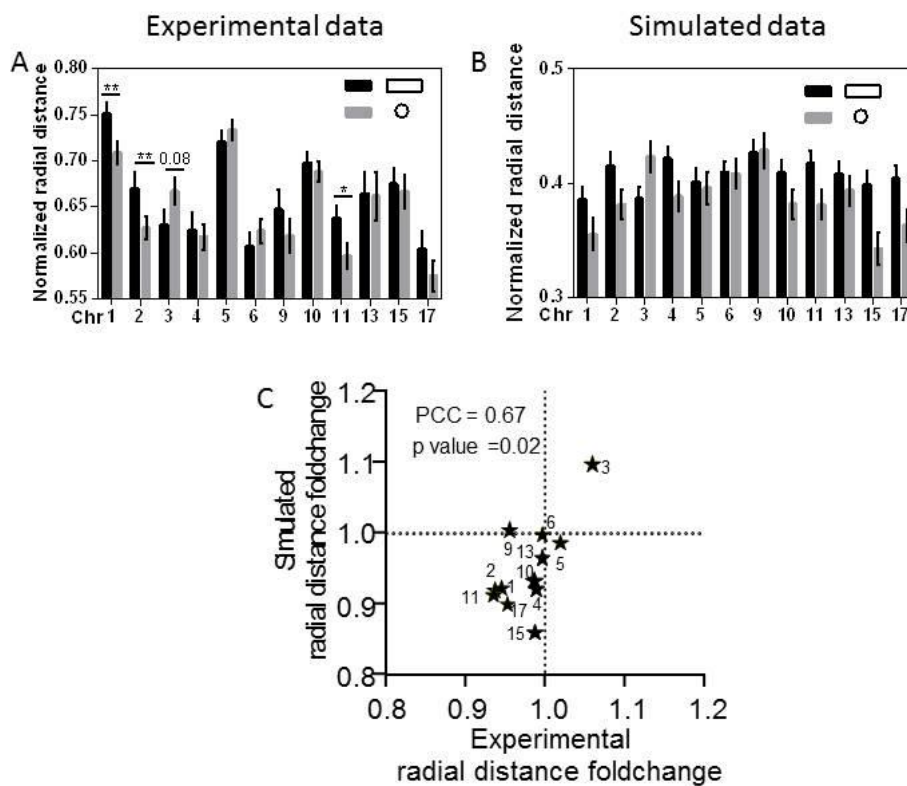 Experimental data
Simulated data
A
Normalized radial distance
0.80
0.75
0.70
0.65
0.60
0.55
**
**
0.08
*
Chr 1 2 3 4 5 6 9 10 11 13 15 17
B
Normalized radial distance
0.5
0.4
0.3
Chr 1 2 3 4 5 6 9 10 11 13 15 17
C
Simulated
radial distance foldchange
1.2
1.1
1.0
0.9
0.8
PCC = 0.67
p value =0.02
3
6
9
13
5
2
10
1
11
4
17
15
0.8 0.9 1.0 1.1 1.2
Experimental
radial distance foldchange